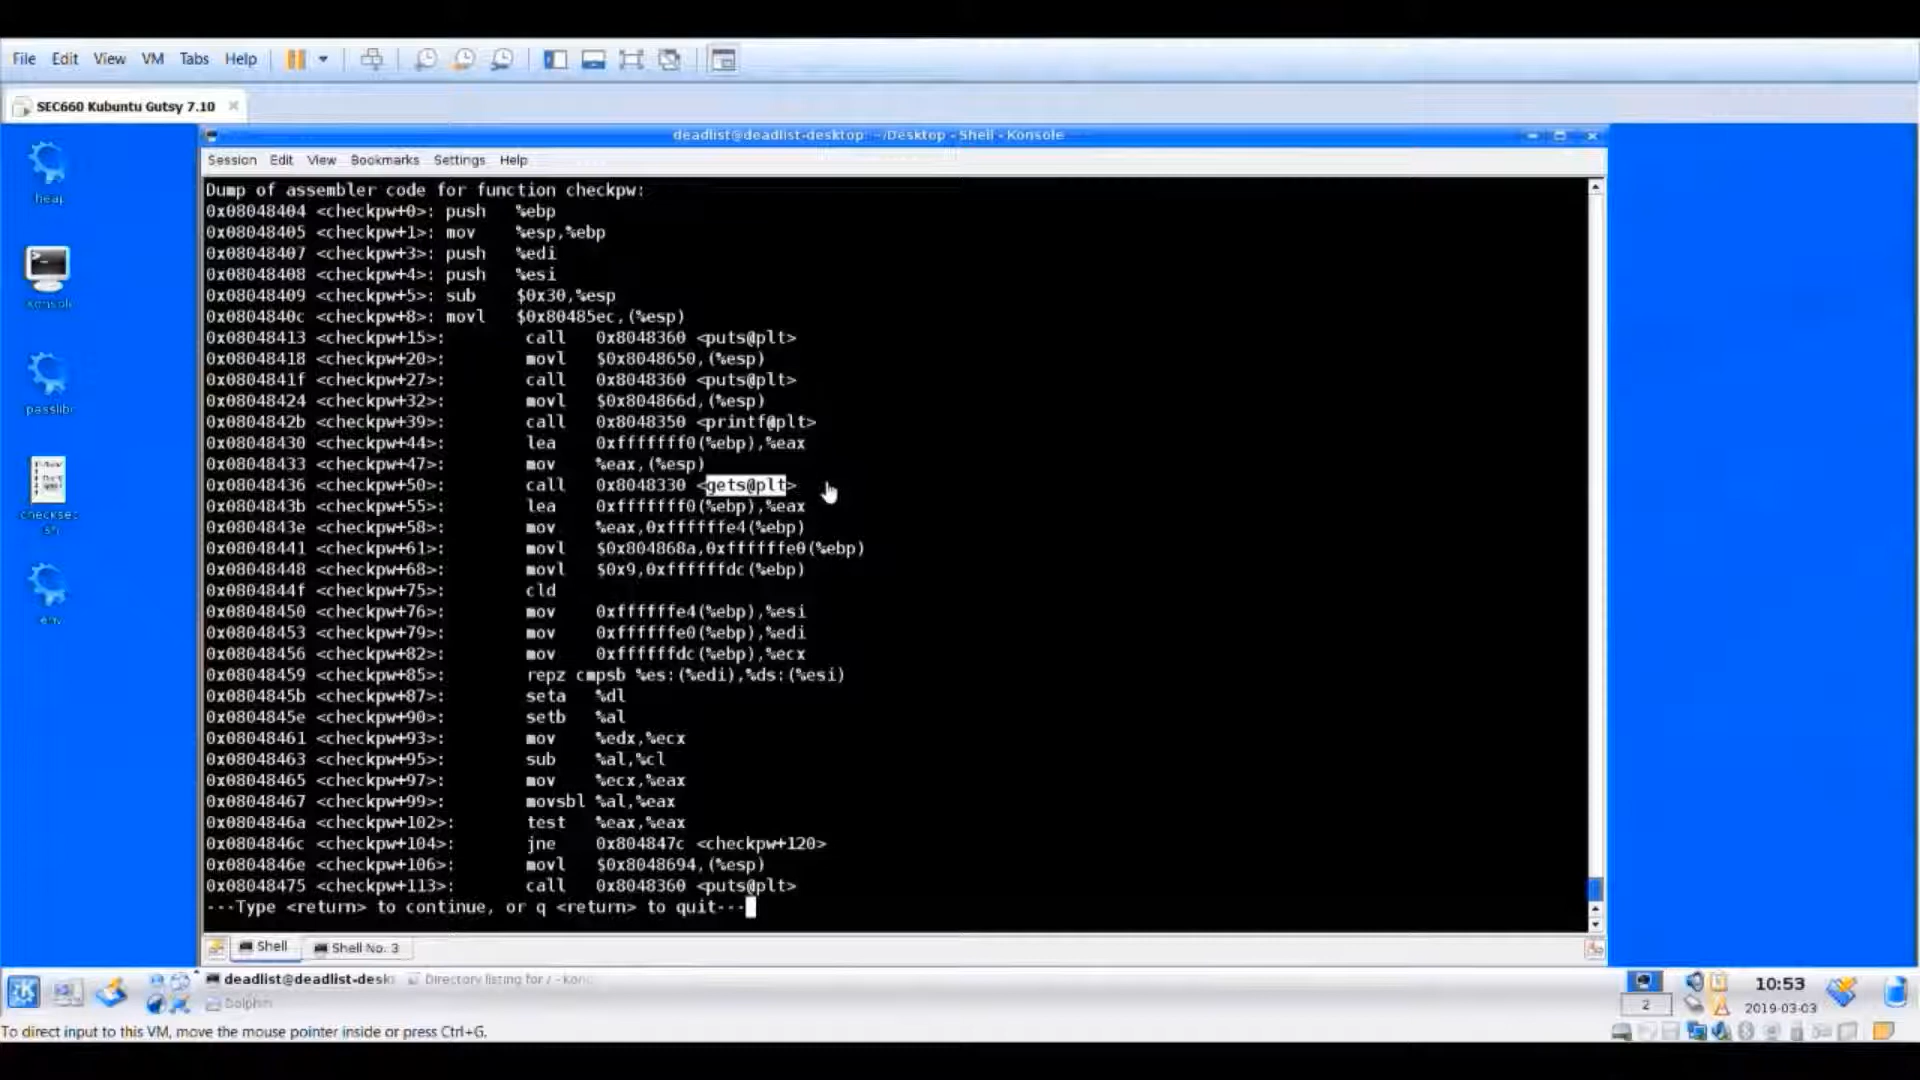 File Edit View VM Tabs Help
SEC660 Kubuntu Gutsy 7.10
deadlist@deadlist-desktop: ~/Desktop - Shell - Konsole
Session Edit View Bookmarks Settings Help
heap
Konsole
passlibc
checksec.sh
env
Dump of assembler code for function checkpw:
0x08048404 <checkpw+0>: push %ebp
0x08048405 <checkpw+1>: mov %esp,%ebp
0x08048407 <checkpw+3>: push %edi
0x08048408 <checkpw+4>: push %esi
0x08048409 <checkpw+5>: sub $0x30,%esp
0x0804840c <checkpw+8>: movl $0x80485ec,(%esp)
0x08048413 <checkpw+15>: call 0x8048360 <puts@plt>
0x08048418 <checkpw+20>: movl $0x8048650,(%esp)
0x0804841f <checkpw+27>: call 0x8048360 <puts@plt>
0x08048424 <checkpw+32>: movl $0x804866d,(%esp)
0x0804842b <checkpw+39>: call 0x8048350 <printf@plt>
0x08048430 <checkpw+44>: lea 0xfffffff0(%ebp),%eax
0x08048433 <checkpw+47>: mov %eax,(%esp)
0x08048436 <checkpw+50>: call 0x8048330 <gets@plt>
0x0804843b <checkpw+55>: lea 0xfffffff0(%ebp),%eax
0x0804843e <checkpw+58>: mov %eax,0xffffffe4(%ebp)
0x08048441 <checkpw+61>: movl $0x804868a,0xffffffe0(%ebp)
0x08048448 <checkpw+68>: movl $0x9,0xffffffdc(%ebp)
0x0804844f <checkpw+75>: cld
0x08048450 <checkpw+76>: mov 0xffffffe4(%ebp),%esi
0x08048453 <checkpw+79>: mov 0xffffffe0(%ebp),%edi
0x08048456 <checkpw+82>: mov 0xffffffdc(%ebp),%ecx
0x08048459 <checkpw+85>: repz cmpsb %es:(%edi),%ds:(%esi)
0x0804845b <checkpw+87>: seta %dl
0x0804845e <checkpw+90>: setb %al
0x08048461 <checkpw+93>: mov %edx,%ecx
0x08048463 <checkpw+95>: sub %al,%cl
0x08048465 <checkpw+97>: mov %ecx,%eax
0x08048467 <checkpw+99>: movsbl %al,%eax
0x0804846a <checkpw+102>: test %eax,%eax
0x0804846c <checkpw+104>: jne 0x804847c <checkpw+120>
0x0804846e <checkpw+106>: movl $0x8048694,(%esp)
0x08048475 <checkpw+113>: call 0x8048360 <puts@plt>
---Type <return> to continue, or q <return> to quit---
Shell Shell No. 3
deadlist@deadlist-desk Directory listing for / - Kon
Dolphin
2
10:53
2019-03-03
To direct input to this VM, move the mouse pointer inside or press Ctrl+G.